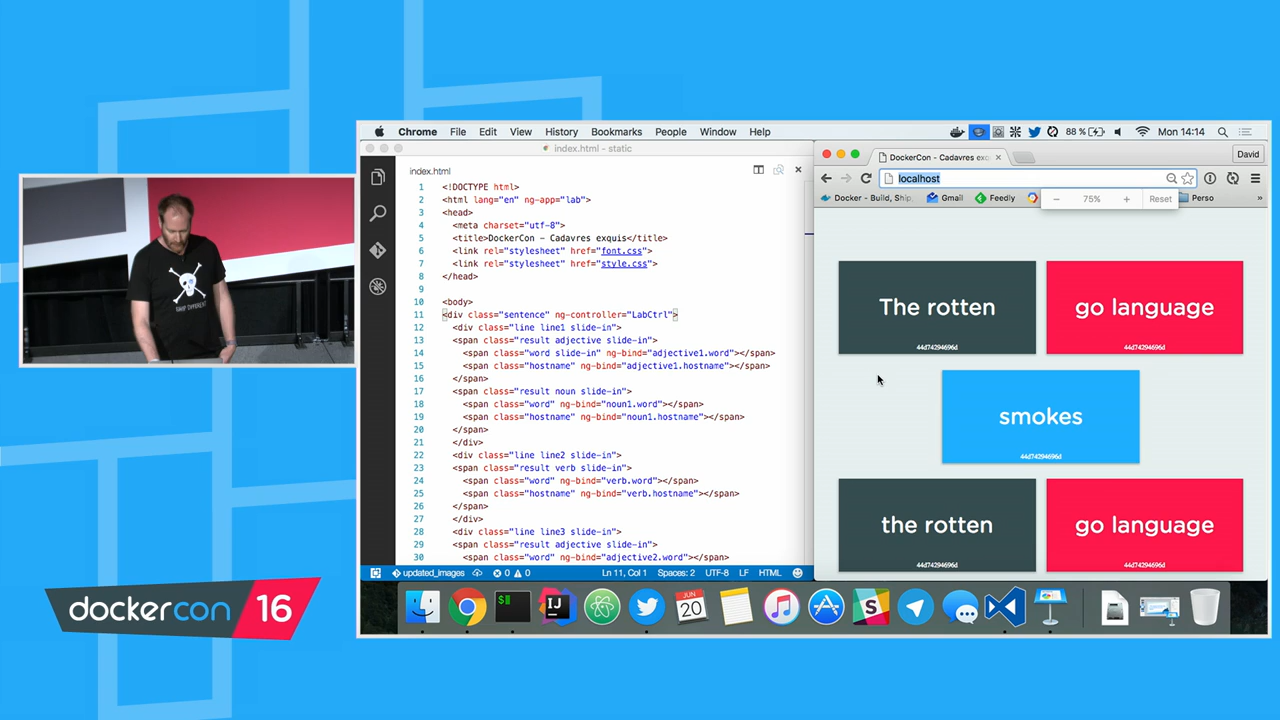 Chrome File Edit View History Bookmarks People Window Help 88 % Mon 14:14
index.html - static
index.html
1 <!DOCTYPE html>
2 <html lang="en" ng-app="lab">
3 <head>
4 <meta charset="utf-8">
5 <title>DockerCon – Cadavres exquis</title>
6 <link rel="stylesheet" href="font.css">
7 <link rel="stylesheet" href="style.css">
8 </head>
9
10 <body>
11 <div class="sentence" ng-controller="LabCtrl">
12 <div class="line line1 slide-in">
13 <span class="result adjective slide-in">
14 <span class="word slide-in" ng-bind="adjective1.word"></span>
15 <span class="hostname" ng-bind="adjective1.hostname"></span>
16 </span>
17 <span class="result noun slide-in">
18 <span class="word" ng-bind="noun1.word"></span>
19 <span class="hostname" ng-bind="noun1.hostname"></span>
20 </span>
21 </div>
22 <div class="line line2 slide-in">
23 <span class="result verb slide-in">
24 <span class="word" ng-bind="verb.word"></span>
25 <span class="hostname" ng-bind="verb.hostname"></span>
26 </span>
27 </div>
28 <div class="line line3 slide-in">
29 <span class="result adjective slide-in">
30 <span class="word" ng-bind="adjective2.word"></span>
updated_images 0 0 Ln 11, Col 1 Spaces: 2 UTF-8 LF HTML
DockerCon - Cadavres exq
David
localhost
Docker - Build, Ship, Gmail Feedly Perso »
75% Reset
The rotten
44d74294696d
go language
44d74294696d
smokes
44d74294696d
the rotten
44d74294696d
go language
44d74294696d
$
IJ
JUN
20
dockercon 16